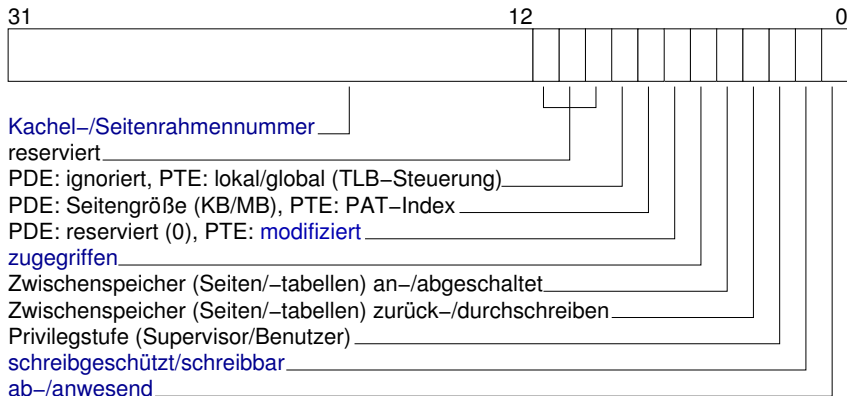 31 12 0
Kachel–/Seitenrahmennummer
reserviert
PDE: ignoriert, PTE: lokal/global (TLB–Steuerung)
PDE: Seitengröße (KB/MB), PTE: PAT–Index
PDE: reserviert (0), PTE: modifiziert
zugegriffen
Zwischenspeicher (Seiten/–tabellen) an–/abgeschaltet
Zwischenspeicher (Seiten/–tabellen) zurück–/durchschreiben
Privilegstufe (Supervisor/Benutzer)
schreibgeschützt/schreibbar
ab–/anwesend